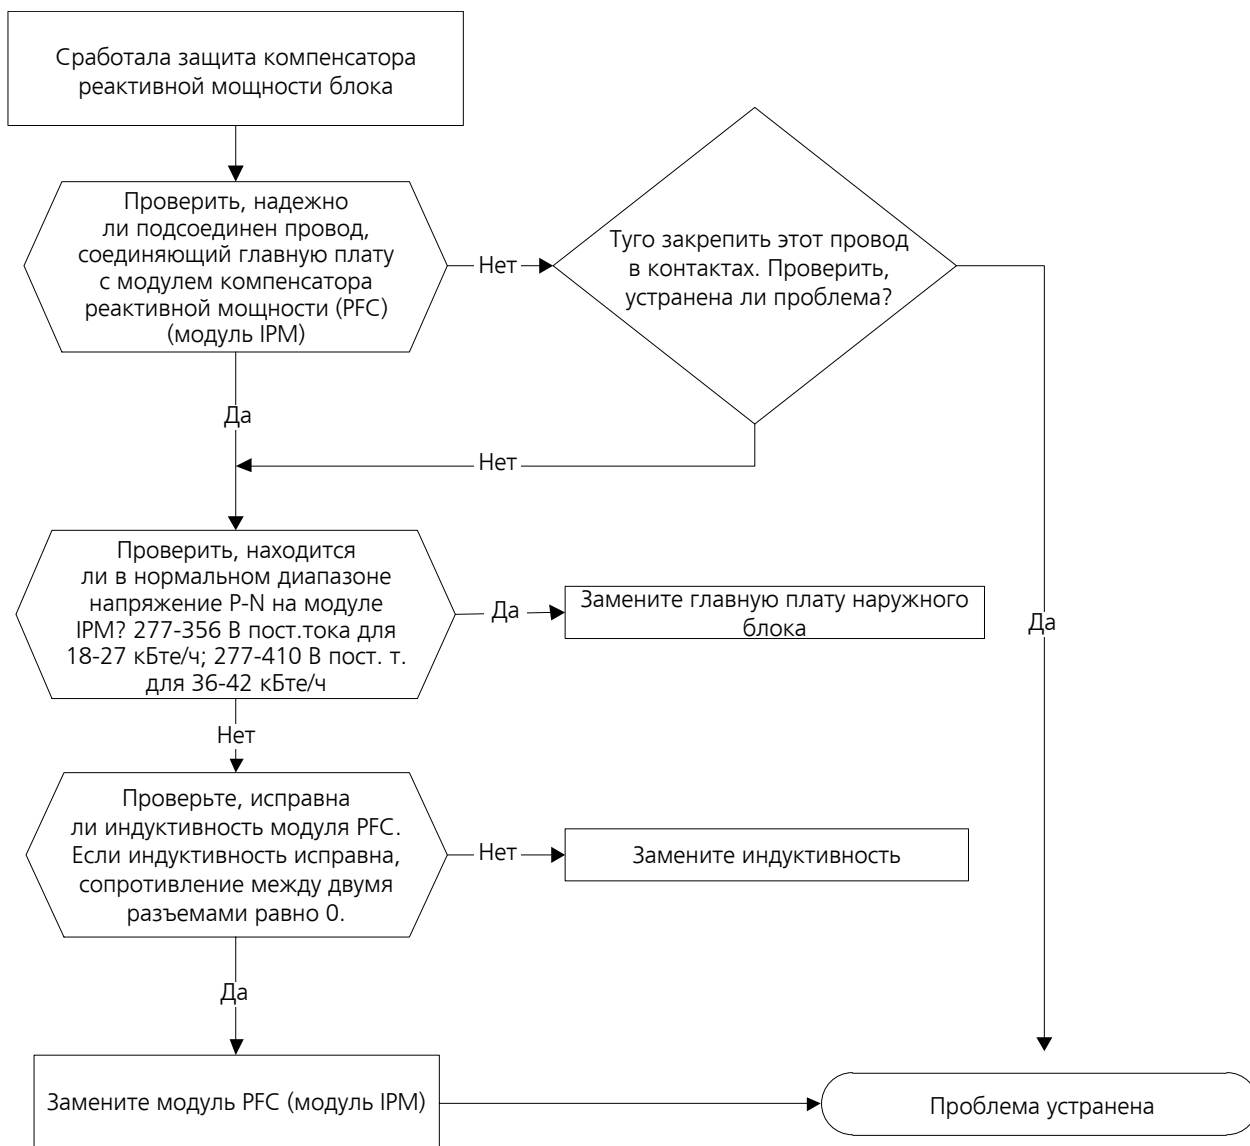 Сработала защита компенсатора
реактивной мощности блока
Проверить, надежно
ли подсоединен провод,
соединяющий главную плату
с модулем компенсатора
реактивной мощности (PFC)
(модуль IPM)
Нет
Туго закрепить этот провод
в контактах. Проверить,
устранена ли проблема?
Да
Нет
Проверить, находится
ли в нормальном диапазоне
напряжение P-N на модуле
IPM? 277-356 В пост.тока для
18-27 кБте/ч; 277-410 В пост. т.
для 36-42 кБте/ч
Да
Замените главную плату наружного
блока
Да
Нет
Проверьте, исправна
ли индуктивность модуля PFC.
Если индуктивность исправна,
сопротивление между двумя
разъемами равно 0.
Нет
Замените индуктивность
Да
Замените модуль PFC (модуль IPM)
Проблема устранена